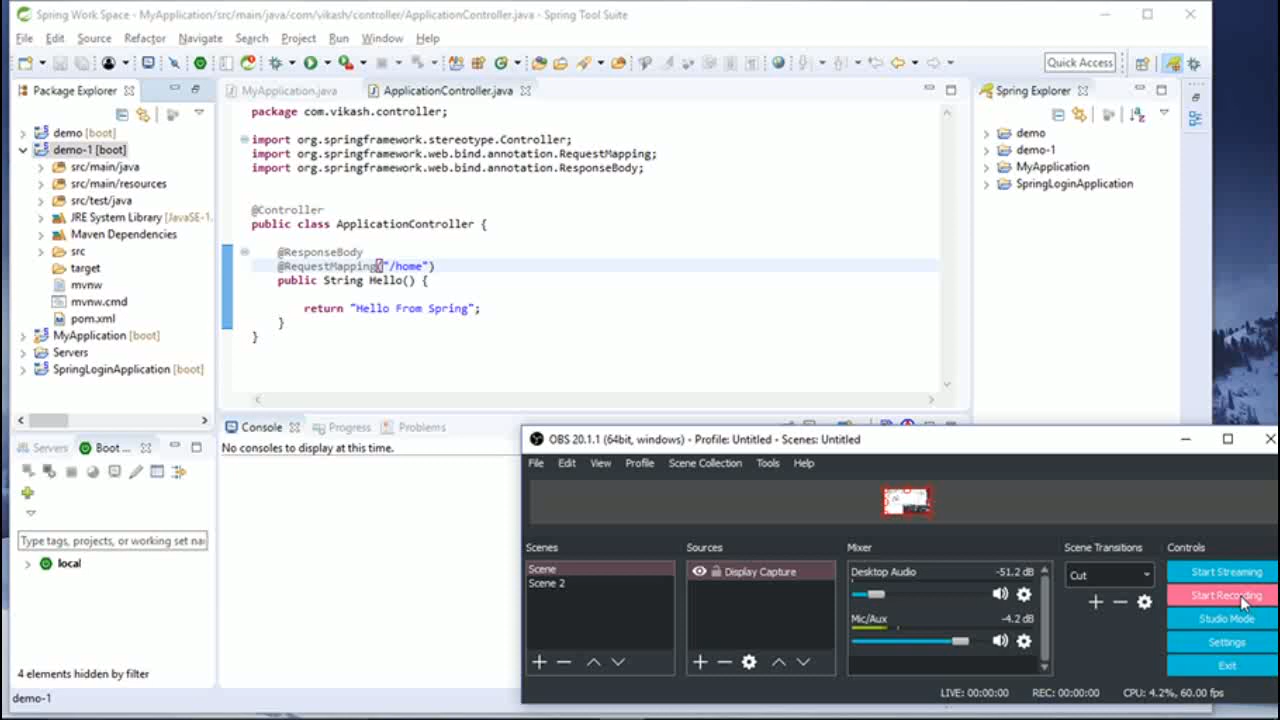 Spring Work Space - MyApplication/src/main/java/com/vikash/controller/ApplicationController.java - Spring Tool Suite
File Edit Source Refactor Navigate Search Project Run Window Help
Quick Access
Package Explorer
demo [boot]
demo-1 [boot]
src/main/java
src/main/resources
src/test/java
JRE System Library [JavaSE-1.
Maven Dependencies
src
target
mvnw
mvnw.cmd
pom.xml
MyApplication [boot]
Servers
SpringLoginApplication [boot]
MyApplication.java ApplicationController.java
package com.vikash.controller;
import org.springframework.stereotype.Controller;
import org.springframework.web.bind.annotation.RequestMapping;
import org.springframework.web.bind.annotation.ResponseBody;
@Controller
public class ApplicationController {
@ResponseBody
@RequestMapping("/home")
public String Hello() {
return "Hello From Spring";
}
}
Spring Explorer
demo
demo-1
MyApplication
SpringLoginApplication
Servers Boot ...
Type tags, projects, or working set na
local
4 elements hidden by filter
demo-1
Console Progress Problems
No consoles to display at this time.
OBS 20.1.1 (64bit, windows) - Profile: Untitled - Scenes: Untitled
File Edit View Profile Scene Collection Tools Help
Scenes
Scene
Scene 2
Sources
Display Capture
Mixer
Desktop Audio -51.2 dB
Mic/Aux -4.2 dB
Scene Transitions
Cut
Controls
Start Streaming
Start Recording
Studio Mode
Settings
Exit
LIVE: 00:00:00 REC: 00:00:00 CPU: 4.2%, 60.00 fps